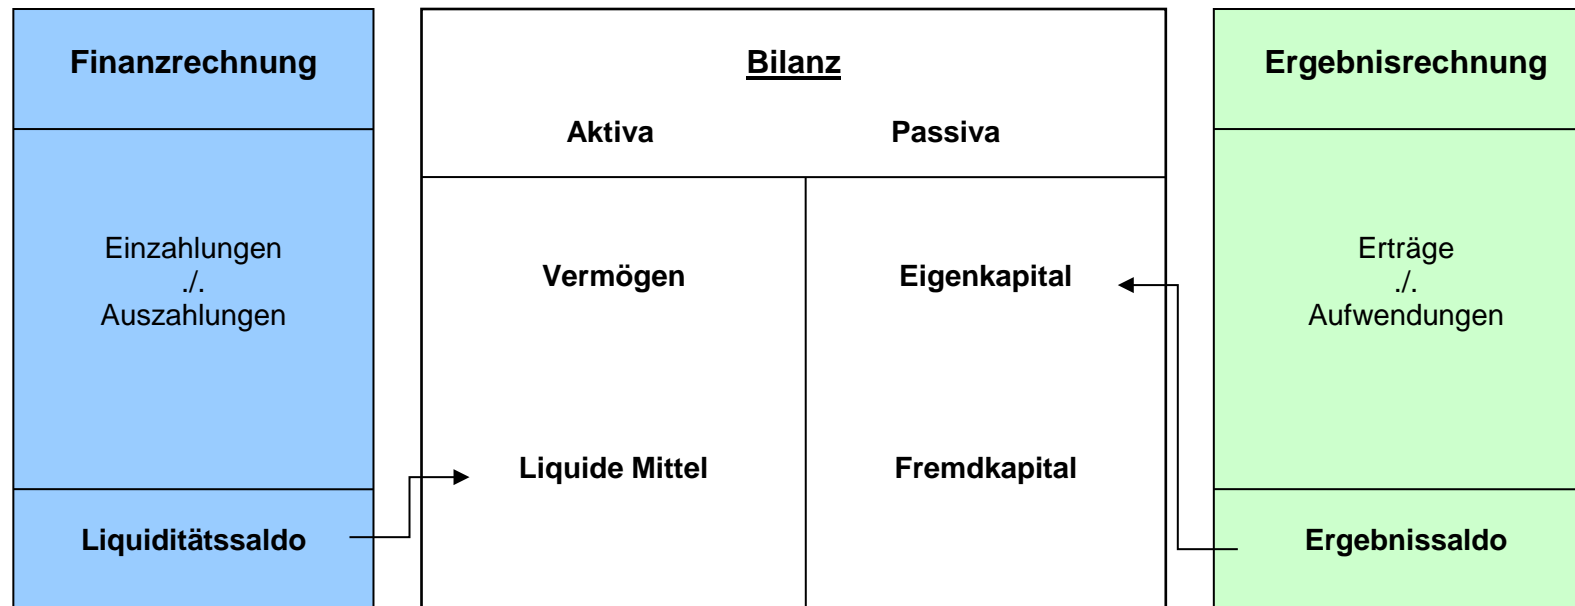 Finanzrechnung
Einzahlungen
./.
Auszahlungen
Liquiditätssaldo
Bilanz
Aktiva Passiva
Vermögen Eigenkapital
Liquide Mittel Fremdkapital
Ergebnisrechnung
Erträge
./.
Aufwendungen
Ergebnissaldo